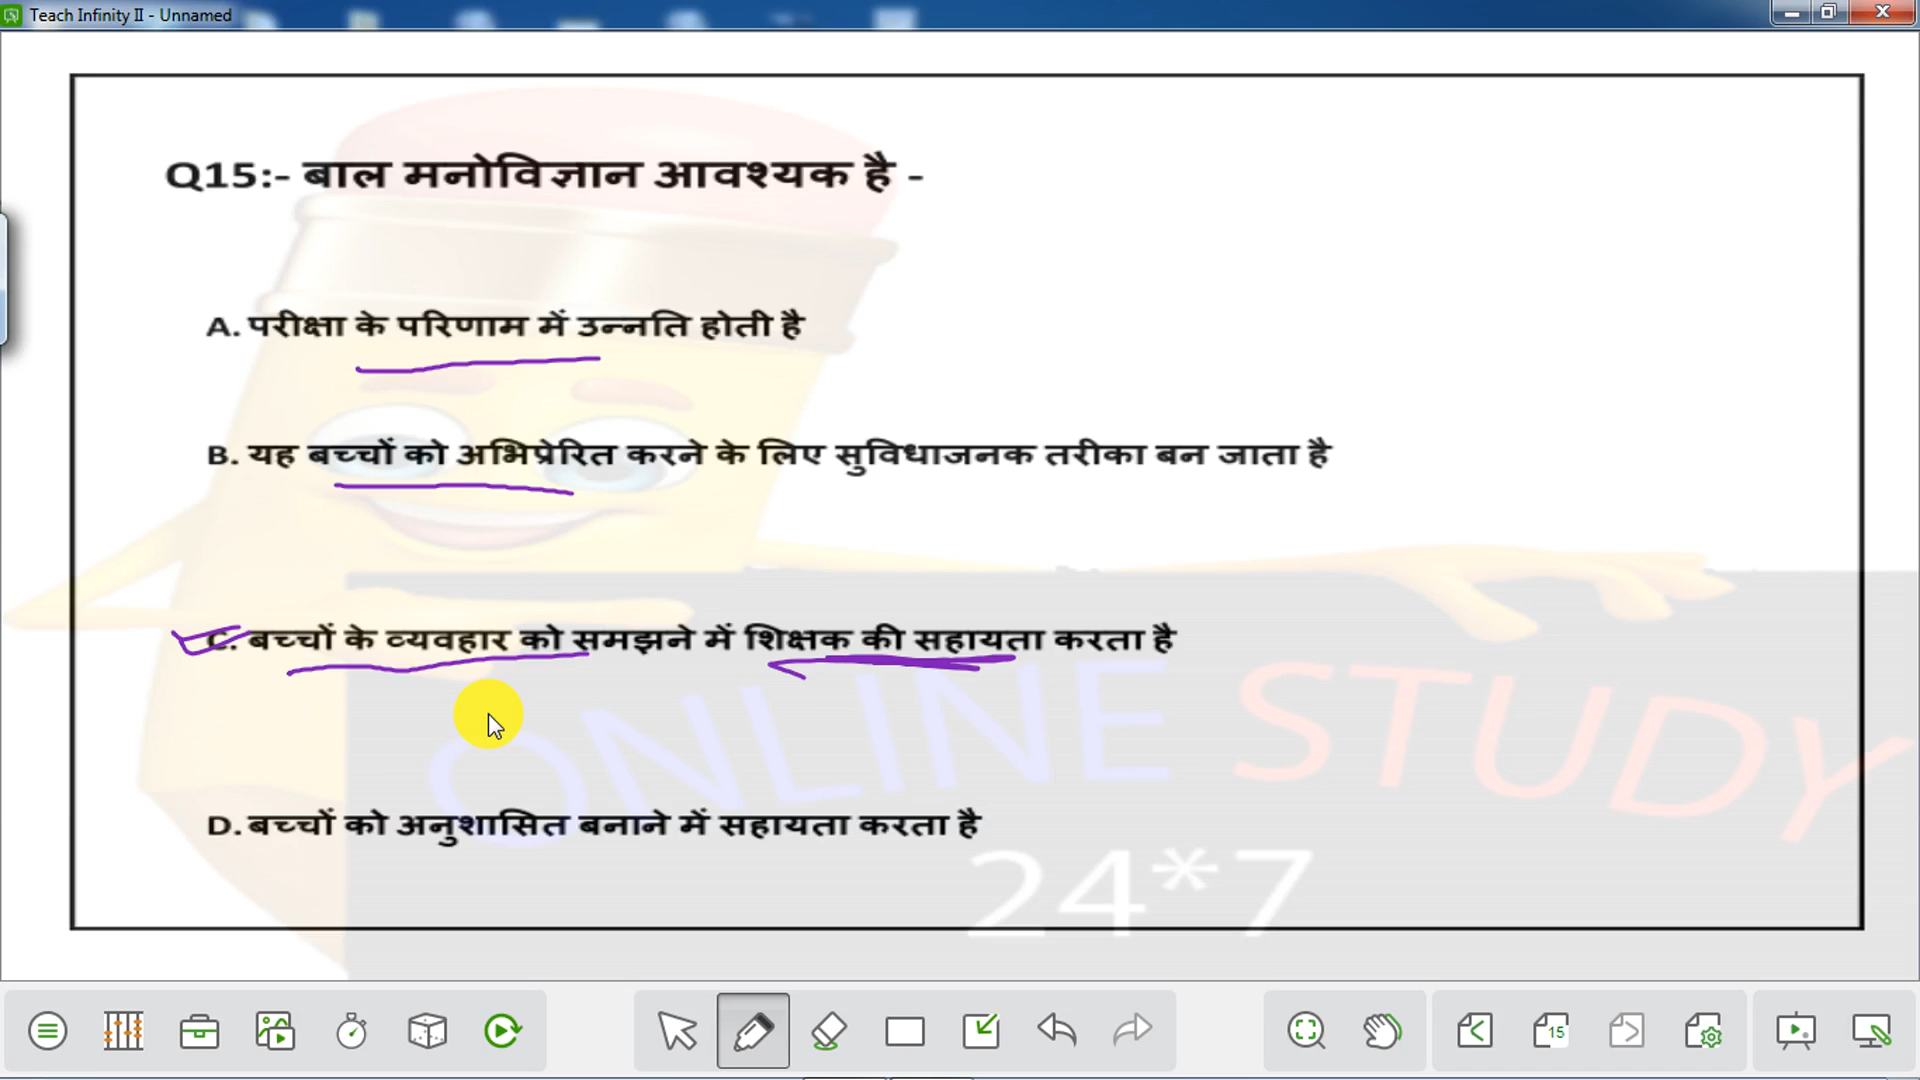 Teach Infinity II - Unnamed
Q15:- बाल मनोविज्ञान आवश्यक है -
A. परीक्षा के परिणाम में उन्नति होती है
B. यह बच्चों को अभिप्रेरित करने के लिए सुविधाजनक तरीका बन जाता है
C. बच्चों के व्यवहार को समझने में शिक्षक की सहायता करता है
D. बच्चों को अनुशासित बनाने में सहायता करता है
ONLINE STUDY
24*7
15